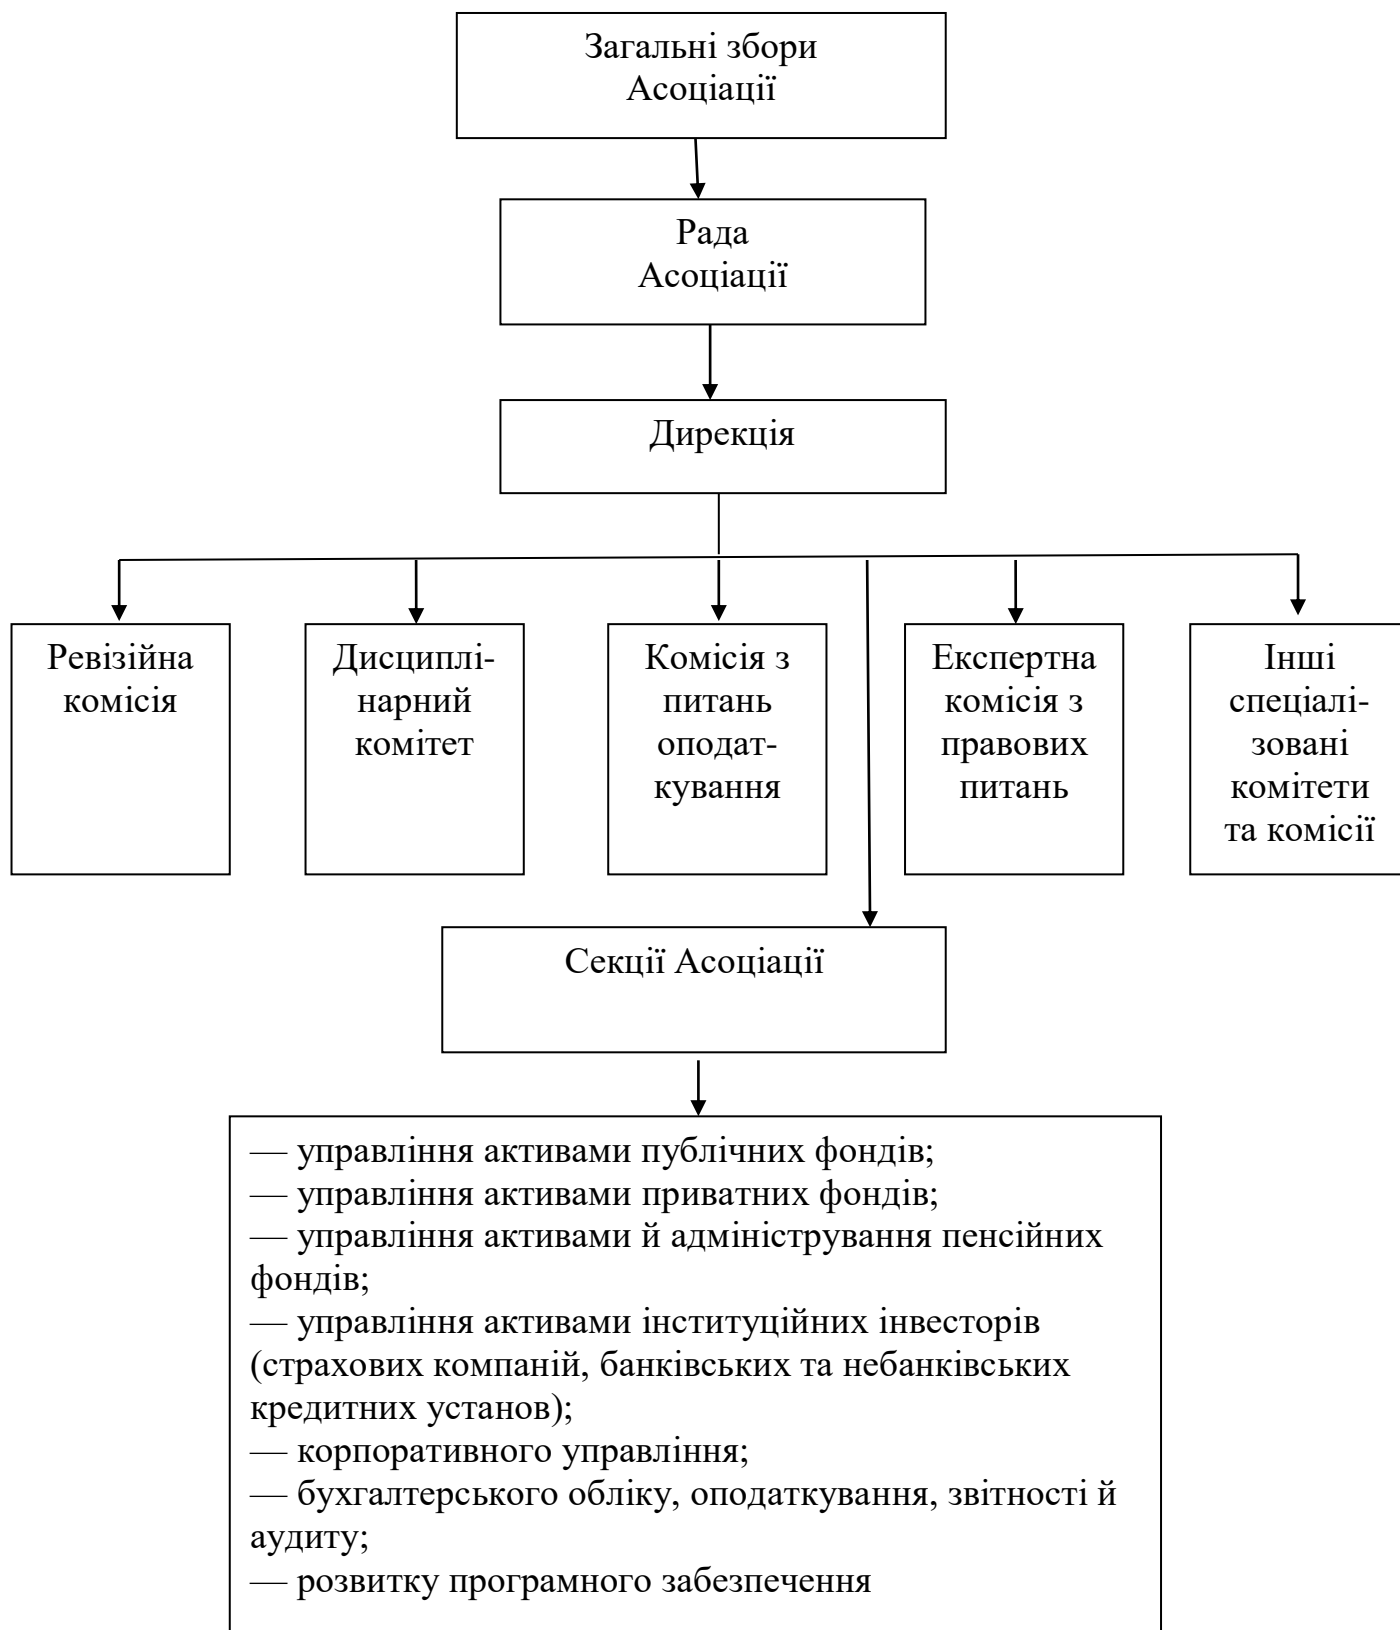 Загальні збори
Асоціації
Рада
Асоціації
Дирекція
Ревізійна
комісія
Дисциплі-
нарний
комітет
Комісія з
питань
оподат-
кування
Експертна
комісія з
правових
питань
Інші
спеціалі-
зовані
комітети
та комісії
Секції Асоціації
— управління активами публічних фондів;
— управління активами приватних фондів;
— управління активами й адміністрування пенсійних
фондів;
— управління активами інституційних інвесторів
(страхових компаній, банківських та небанківських
кредитних установ);
— корпоративного управління;
— бухгалтерського обліку, оподаткування, звітності й
аудиту;
— розвитку програмного забезпечення